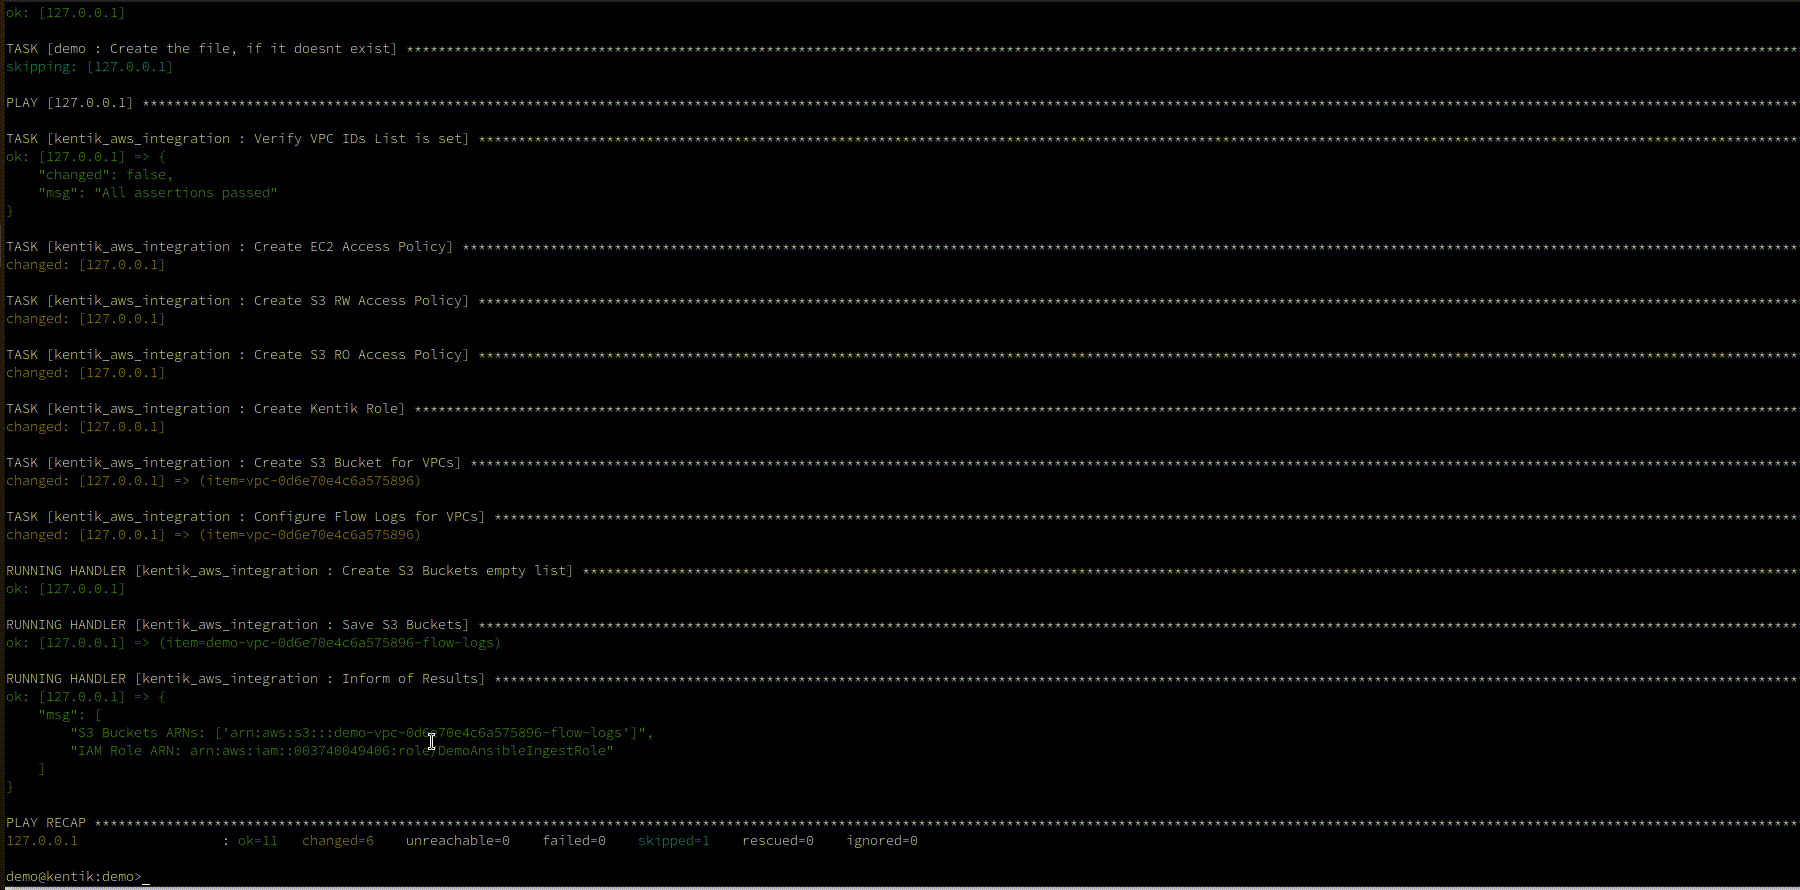 ok: [127.0.0.1]
TASK [demo : Create the file, if it doesnt exist] ******************************************************************************************************************************************************************************
skipping: [127.0.0.1]
PLAY [127.0.0.1] ***************************************************************************************************************************************************************************************************************
TASK [kentik_aws_integration : Verify VPC IDs List is set] *********************************************************************************************************************************************************************
ok: [127.0.0.1] => {
    "changed": false,
    "msg": "All assertions passed"
}
TASK [kentik_aws_integration : Create EC2 Access Policy] ***********************************************************************************************************************************************************************
changed: [127.0.0.1]
TASK [kentik_aws_integration : Create S3 RW Access Policy] *********************************************************************************************************************************************************************
changed: [127.0.0.1]
TASK [kentik_aws_integration : Create S3 RO Access Policy] *********************************************************************************************************************************************************************
changed: [127.0.0.1]
TASK [kentik_aws_integration : Create Kentik Role] *****************************************************************************************************************************************************************************
changed: [127.0.0.1]
TASK [kentik_aws_integration : Create S3 Bucket for VPCs] **********************************************************************************************************************************************************************
changed: [127.0.0.1] => (item=vpc-0d6e70e4c6a575896)
TASK [kentik_aws_integration : Configure Flow Logs for VPCs] *******************************************************************************************************************************************************************
changed: [127.0.0.1] => (item=vpc-0d6e70e4c6a575896)
RUNNING HANDLER [kentik_aws_integration : Create S3 Buckets empty list] ********************************************************************************************************************************************************
ok: [127.0.0.1]
RUNNING HANDLER [kentik_aws_integration : Save S3 Buckets] *********************************************************************************************************************************************************************
ok: [127.0.0.1] => (item=demo-vpc-0d6e70e4c6a575896-flow-logs)
RUNNING HANDLER [kentik_aws_integration : Inform of Results] *******************************************************************************************************************************************************************
ok: [127.0.0.1] => {
    "msg": [
        "S3 Buckets ARNs: ['arn:aws:s3:::demo-vpc-0d6e70e4c6a575896-flow-logs']",
        "IAM Role ARN: arn:aws:iam::003740049406:role/DemoAnsibleIngestRole"
    ]
}
PLAY RECAP *********************************************************************************************************************************************************************************************************************
127.0.0.1                  : ok=11   changed=6    unreachable=0    failed=0    skipped=1    rescued=0    ignored=0
demo@kentik:demo>_